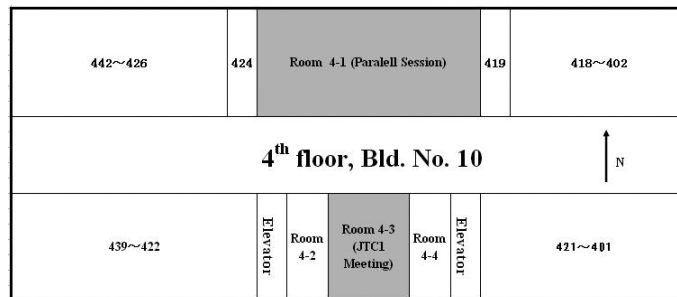 442～426
424
Room 4-1 (Paralell Session)
419
418～402
4th floor, Bld. No. 10
N
439～422
Elevator
Room
4-2
Room 4-3
(JTC1
Meeting)
Room
4-4
Elevator
421～401